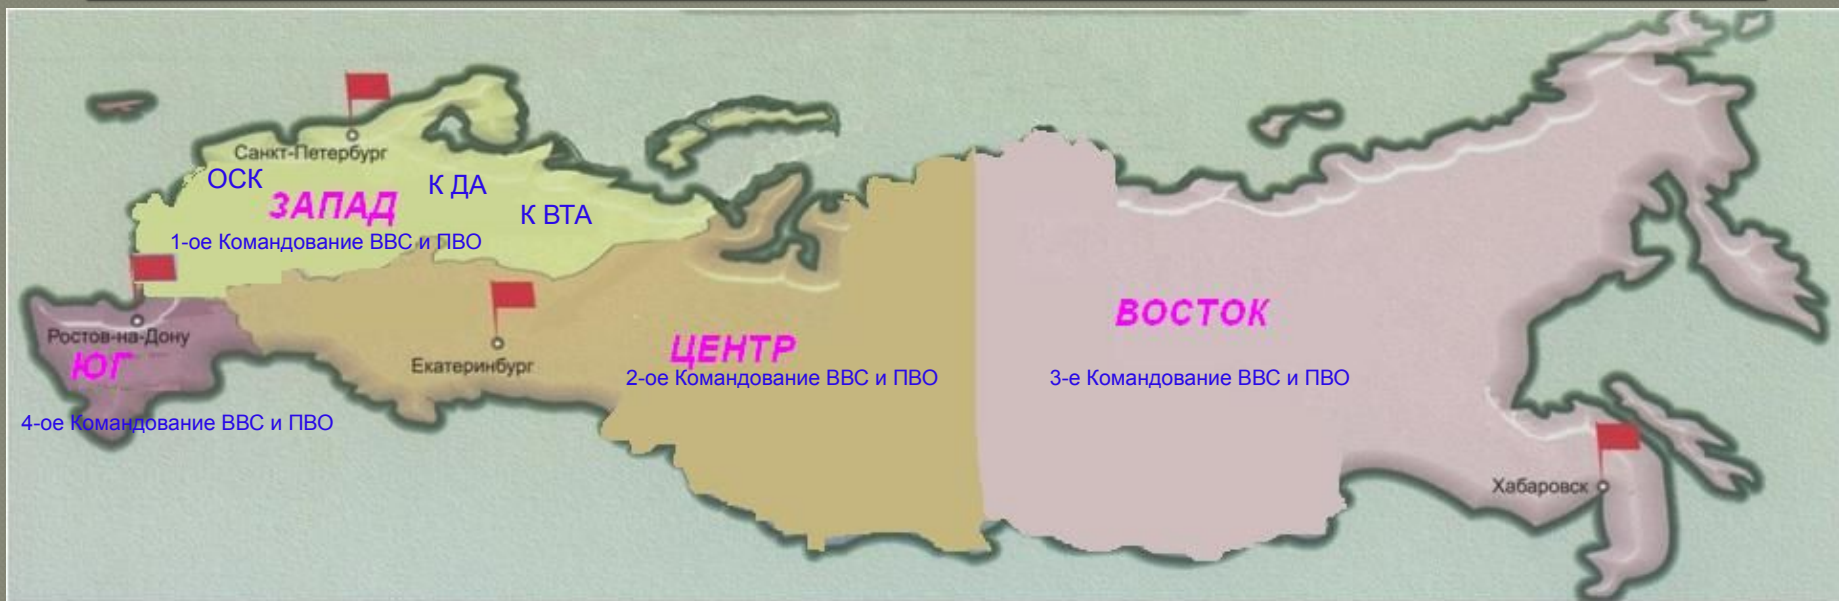 Санкт-Петербург
ОСК
К ДА
ЗАПАД
К ВТА
1-ое Командование ВВС и ПВО
Ростов-на-Дону
ЮГ
4-ое Командование ВВС и ПВО
Екатеринбург
ЦЕНТР
2-ое Командование ВВС и ПВО
ВОСТОК
3-е Командование ВВС и ПВО
Хабаровск